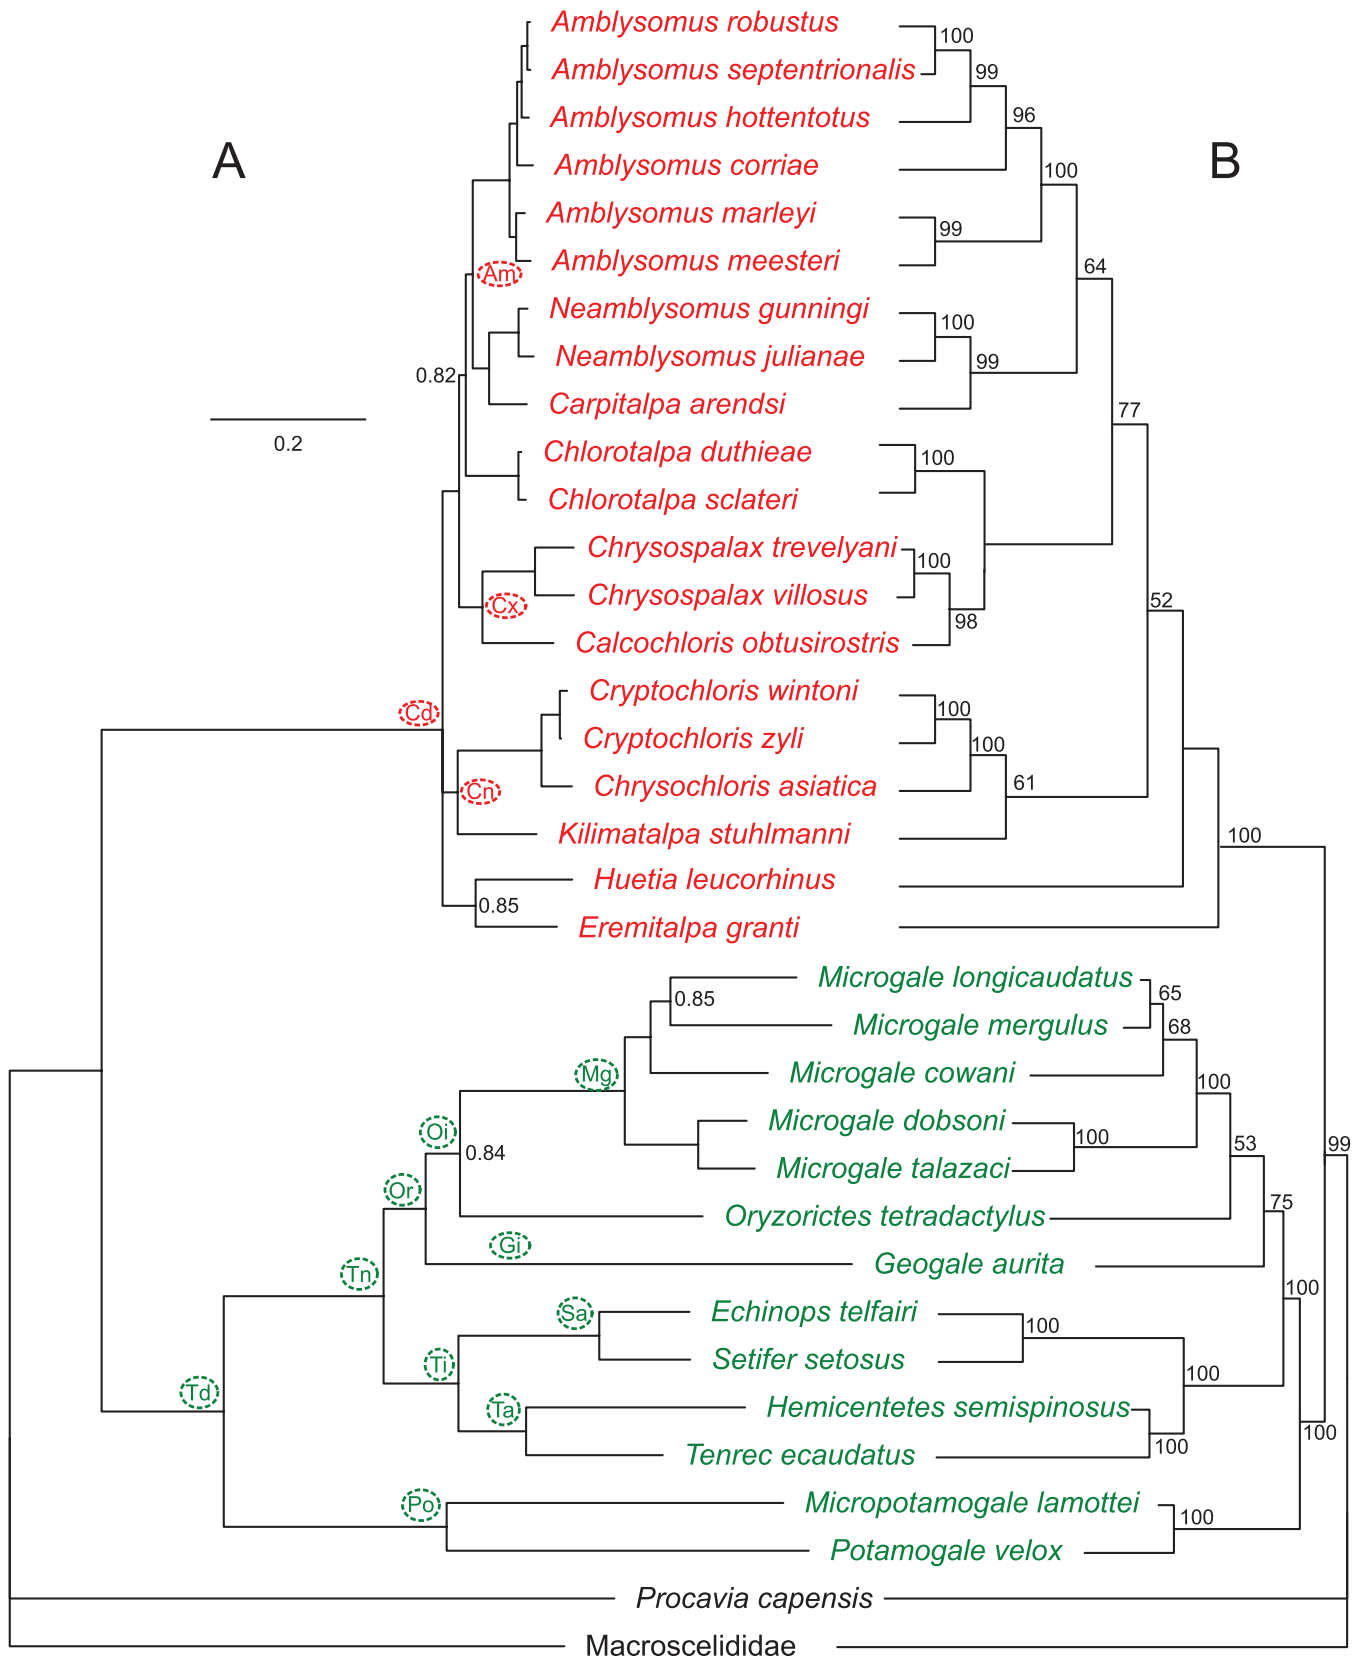 Amblysomus robustus
100
Amblysomus septentrionalis
99
Amblysomus hottentotus
96
A
B
Amblysomus corriae
100
Amblysomus marleyi
99
Amblysomus meesteri
64
Am
Neamblysomus gunningi
100
Neamblysomus julianae
99
0.82
Carpitalpa arendsi
77
0.2
Chlorotalpa duthieae
100
Chlorotalpa sclateri
Chrysospalax trevelyani
100
Chrysospalax villosus
52
Cx
98
Calcochloris obtusirostris
Cryptochloris wintoni
100
Cd
Cryptochloris zyli
100
Chrysochloris asiatica
61
Cn
Kilimatalpa stuhlmanni
100
Huetia leucorhinus
0.85
Eremitalpa granti
Microgale longicaudatus
65
0.85
Microgale mergulus
68
Mg
Microgale cowani
100
Microgale dobsoni
100
Oi
53
99
0.84
Microgale talazaci
Or
75
Oryzorictes tetradactylus
Gi
Geogale aurita
Tn
100
Sa
Echinops telfairi
100
Setifer setosus
Ti
100
Td
Ta
Hemicentetes semispinosus
100
100
Tenrec ecaudatus
Po
Micropotamogale lamottei
100
Potamogale velox
Procavia capensis
Macroscelididae